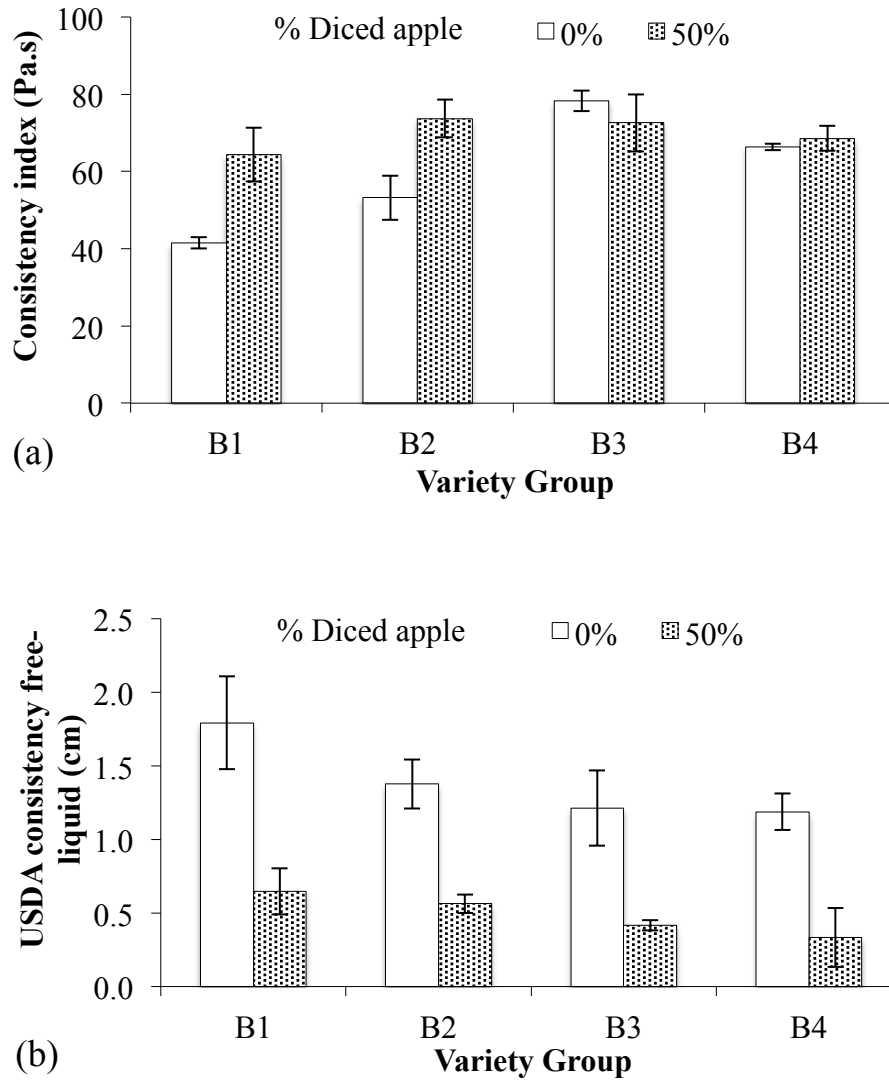 Consistency index (Pa.s)
100
80
60
40
20
0
% Diced apple 0% 50%
B1 B2 B3 B4
(a)
Variety Group
USDA consistency free-
liquid (cm)
2.5
2.0
1.5
1.0
0.5
0.0
% Diced apple 0% 50%
B1 B2 B3 B4
(b)
Variety Group